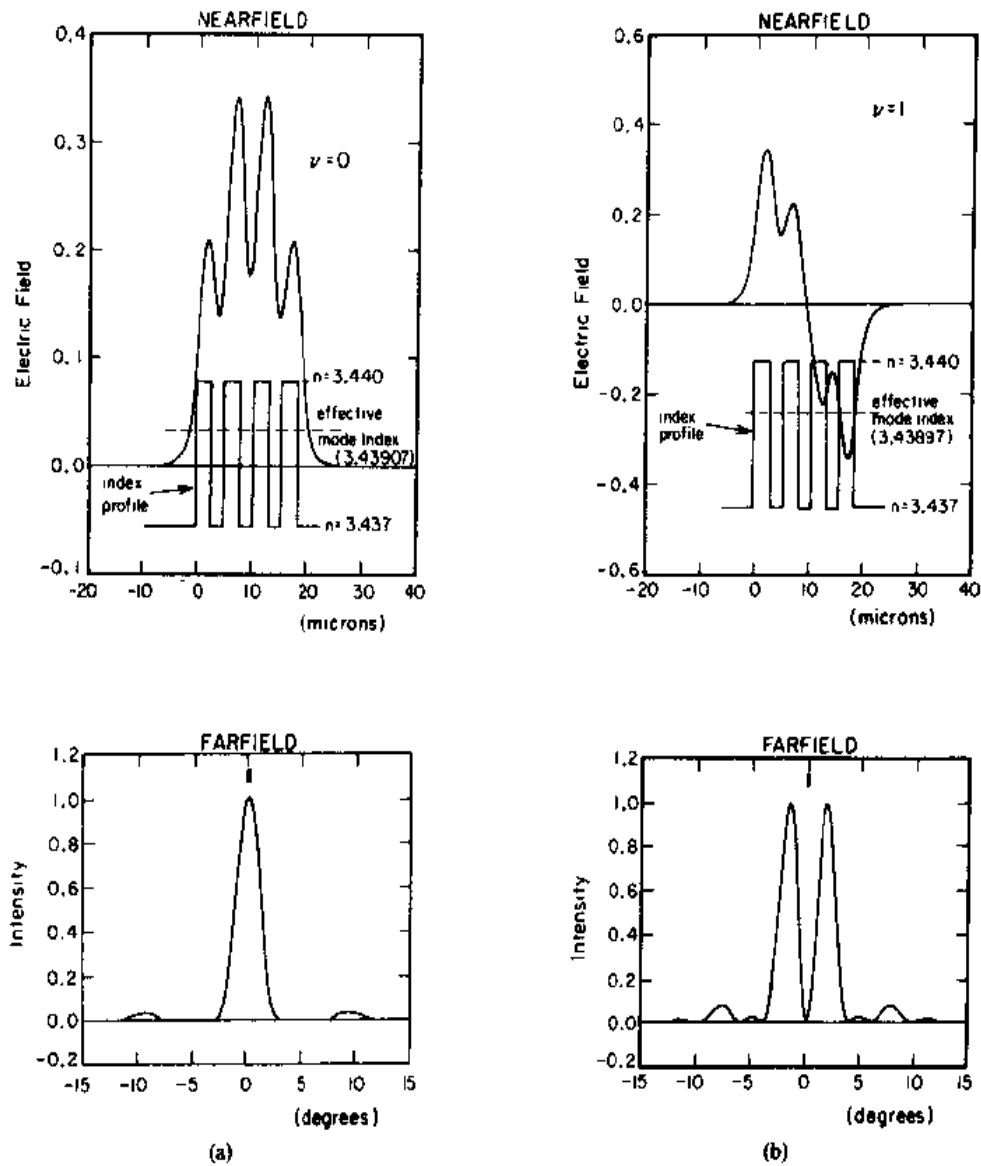 NEARFIELD
0.4
0.3
0.2
0.1
0.0
-0.1
Electric Field
ν = 0
n=3.440
effective
mode index
(3.43907)
index
profile
n=3.437
-20 -10 0 10 20 30 40
(microns)
NEARFIELD
0.6
0.4
0.2
0.0
-0.2
-0.4
-0.6
Electric Field
ν = 1
n=3.440
effective
mode index
(3.43897)
index
profile
n=3.437
-20 -10 0 10 20 30 40
(microns)
FARFIELD
1.2
1.0
0.8
0.6
0.4
0.2
0.0
-0.2
Intensity
-15 -10 -5 0 5 10 15
(degrees)
(a)
FARFIELD
1.2
1.0
0.8
0.6
0.4
0.2
0.0
-0.2
Intensity
-15 -10 -5 0 5 10 15
(degrees)
(b)